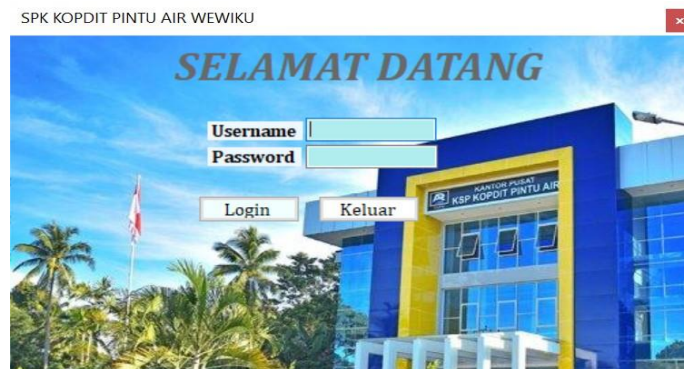 SPK KOPDIT PINTU AIR WEWIKU
SELAMAT DATANG
Username
Password
Login Keluar
KANTOR PUSAT
KSP KOPDIT PINTU AIR